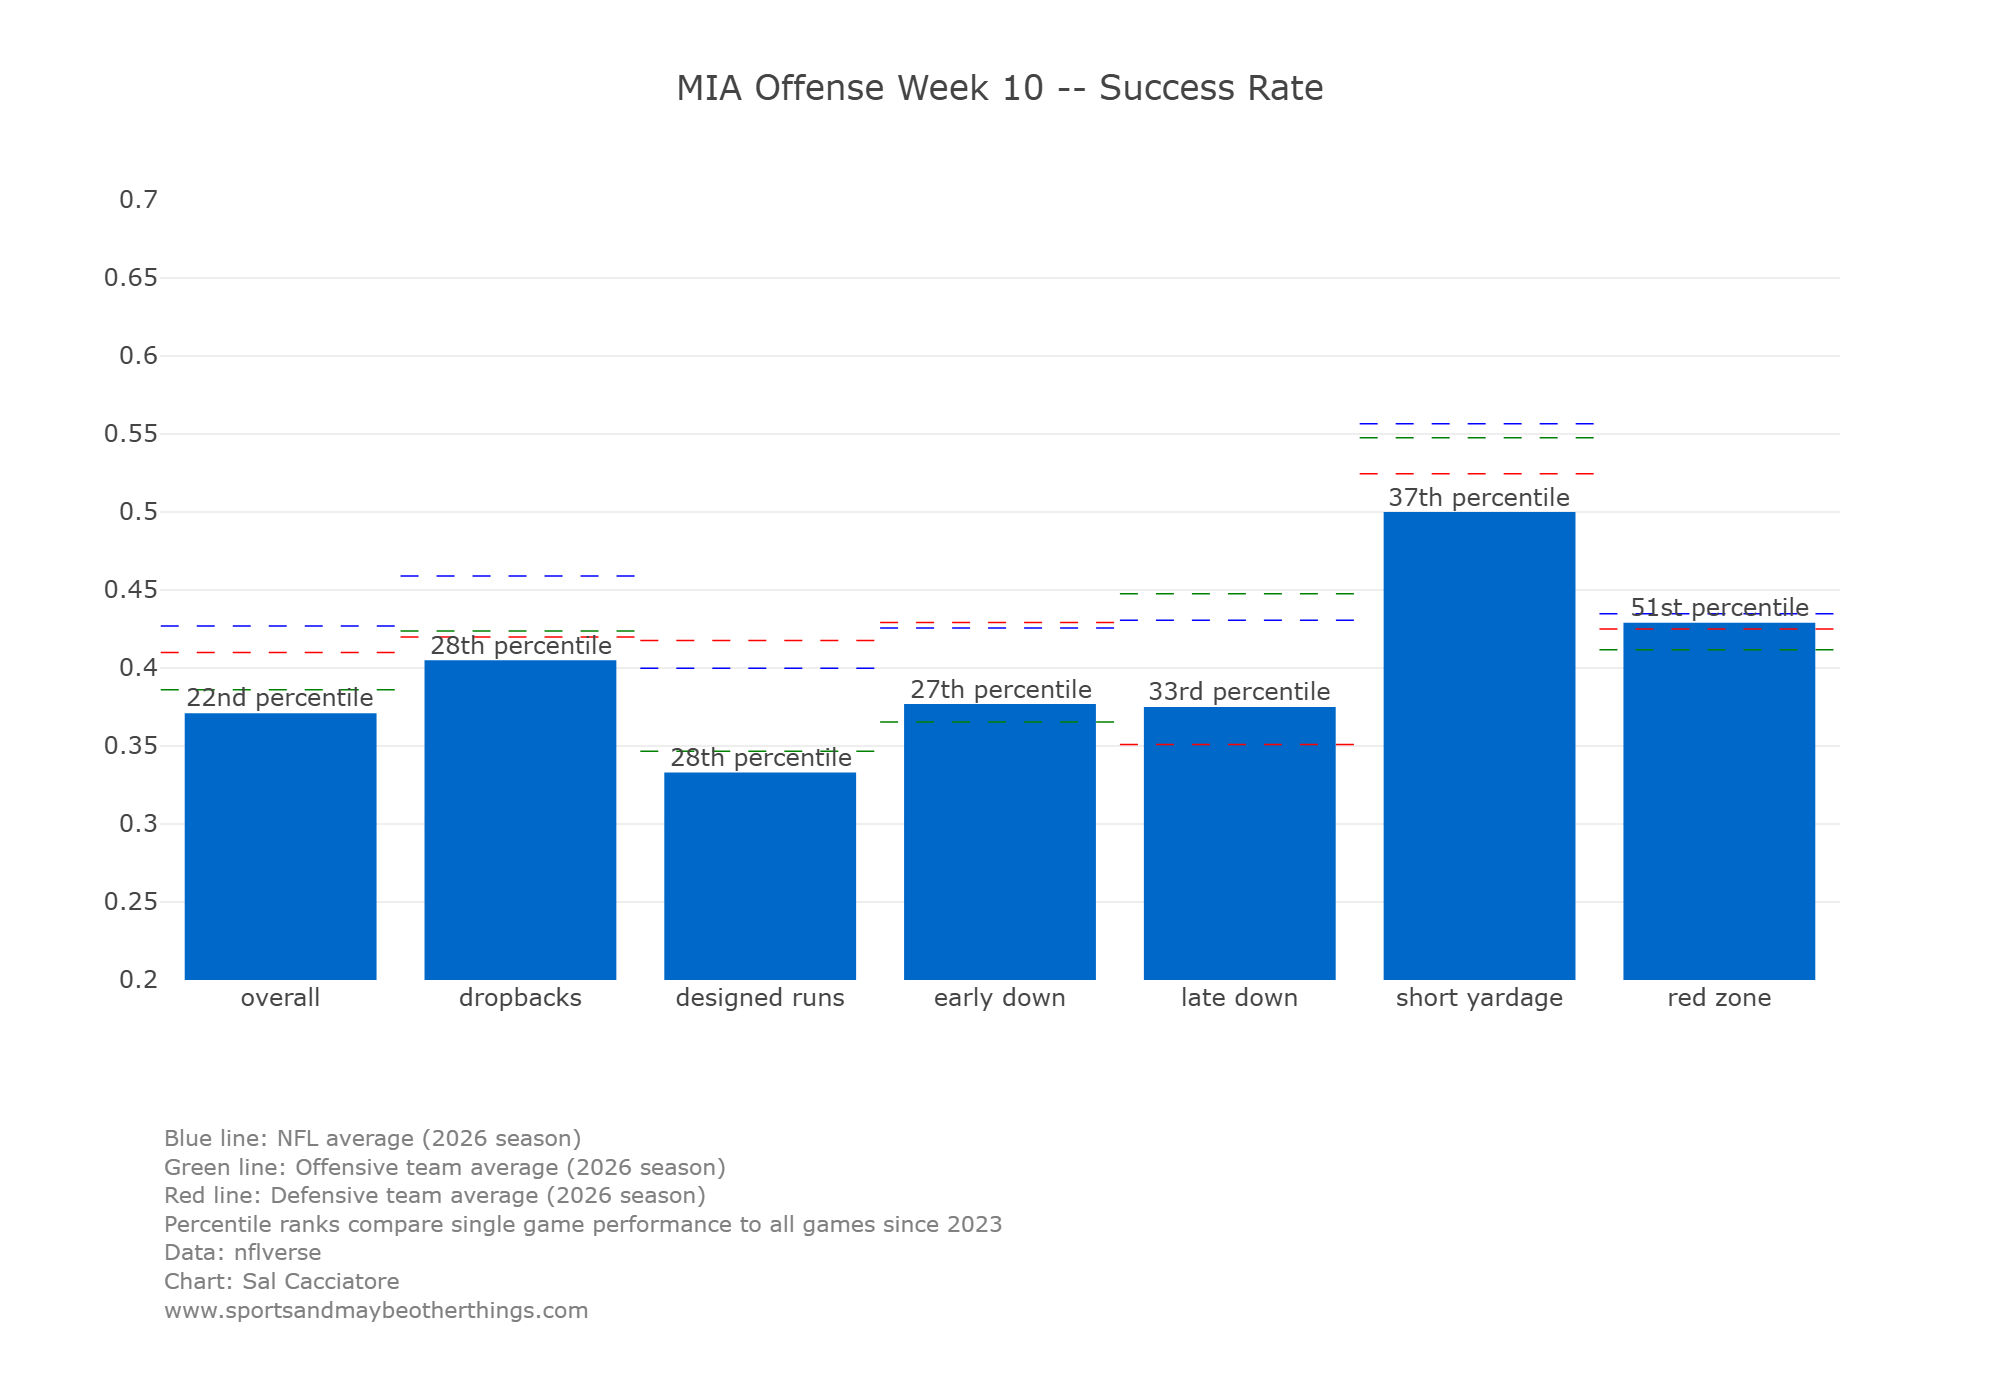 MIA Offense Week 10 -- Success Rate
0.7
0.65
0.6
0.55
0.5
0.45
0.4
0.35
0.3
0.25
0.2
22nd percentile
28th percentile
28th percentile
27th percentile
33rd percentile
37th percentile
51st percentile
overall
dropbacks
designed runs
early down
late down
short yardage
red zone
Blue line: NFL average (2026 season)
Green line: Offensive team average (2026 season)
Red line: Defensive team average (2026 season)
Percentile ranks compare single game performance to all games since 2023
Data: nflverse
Chart: Sal Cacciatore
www.sportsandmaybeotherthings.com